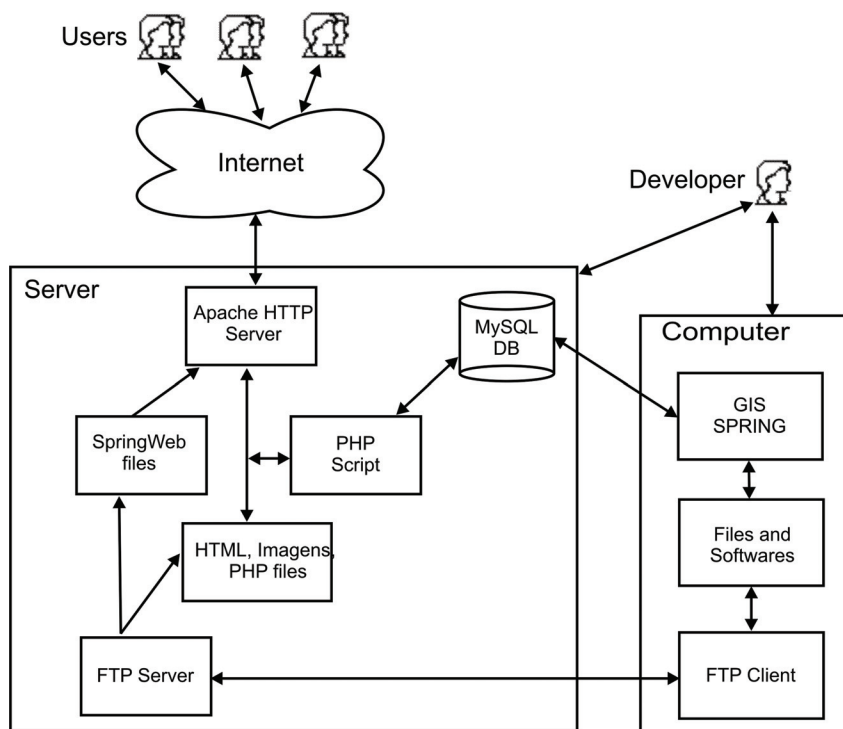 Users
Internet
Developer
Server
Apache HTTP
Server
MySQL
DB
Computer
SpringWeb
files
PHP
Script
GIS
SPRING
HTML, Imagens,
PHP files
Files and
Softwares
FTP Server
FTP Client